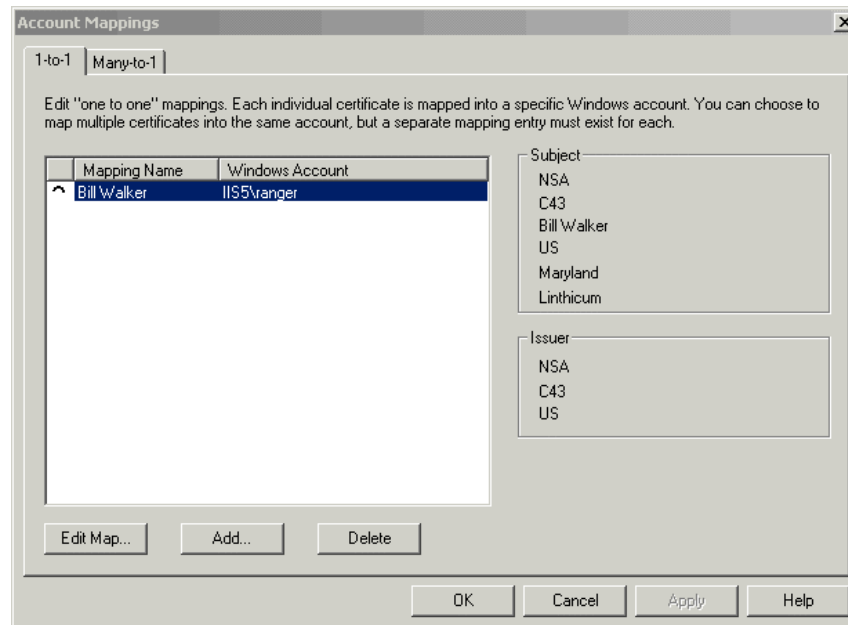 Account Mappings
1-to-1 Many-to-1
Edit "one to one" mappings. Each individual certificate is mapped into a specific Windows account. You can choose to
map multiple certificates into the same account, but a separate mapping entry must exist for each.
Mapping Name Windows Account
Bill Walker IIS5\ranger
Subject
NSA
C43
Bill Walker
US
Maryland
Linthicum
Issuer
NSA
C43
US
Edit Map... Add... Delete
OK Cancel Apply Help